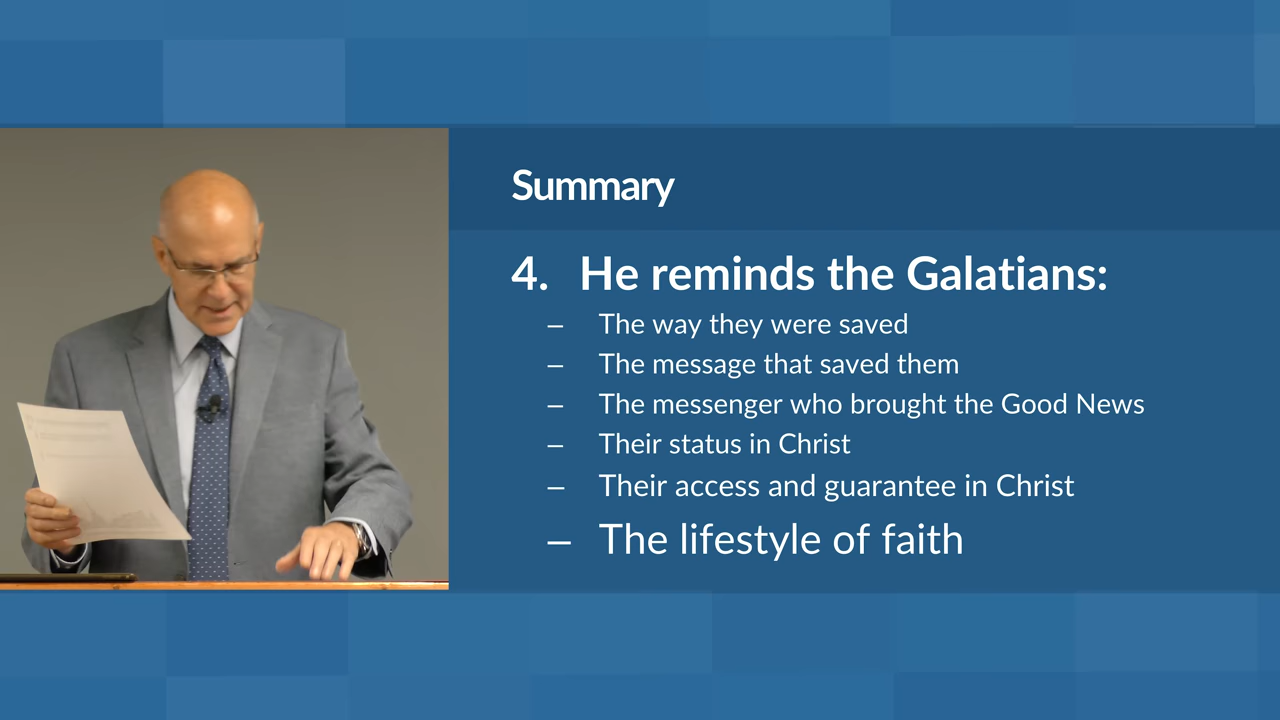 Summary
4. He reminds the Galatians:
– The way they were saved
– The message that saved them
– The messenger who brought the Good News
– Their status in Christ
– Their access and guarantee in Christ
– The lifestyle of faith